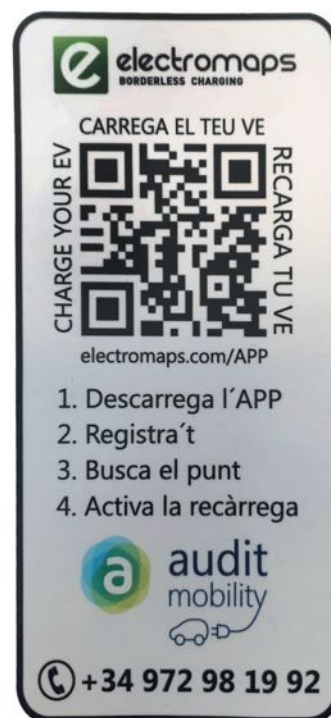 electromaps
BORDERLESS CHARGING
CARREGA EL TEU VE
CHARGE YOUR EV
RECARGA TU VE
electromaps.com/APP
1. Descarrega l´APP
2. Registra´t
3. Busca el punt
4. Activa la recàrrega
a audit
mobility
+34 972 98 19 92